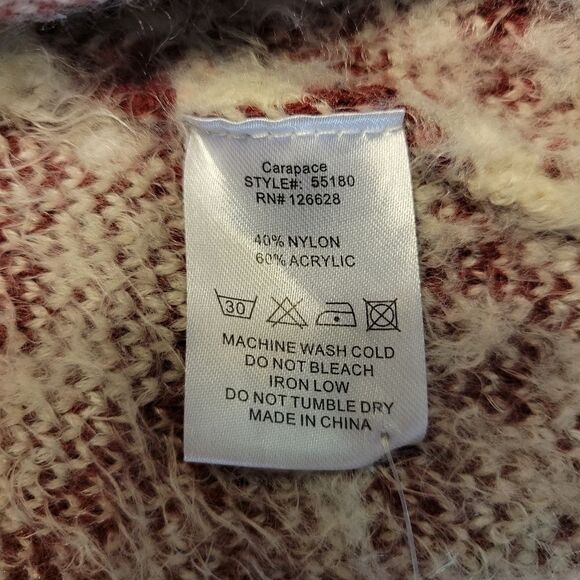 Carapace
STYLE#: 55180
RN# 126628
40% NYLON
60% ACRYLIC
30
MACHINE WASH COLD
DO NOT BLEACH
IRON LOW
DO NOT TUMBLE DRY
MADE IN CHINA